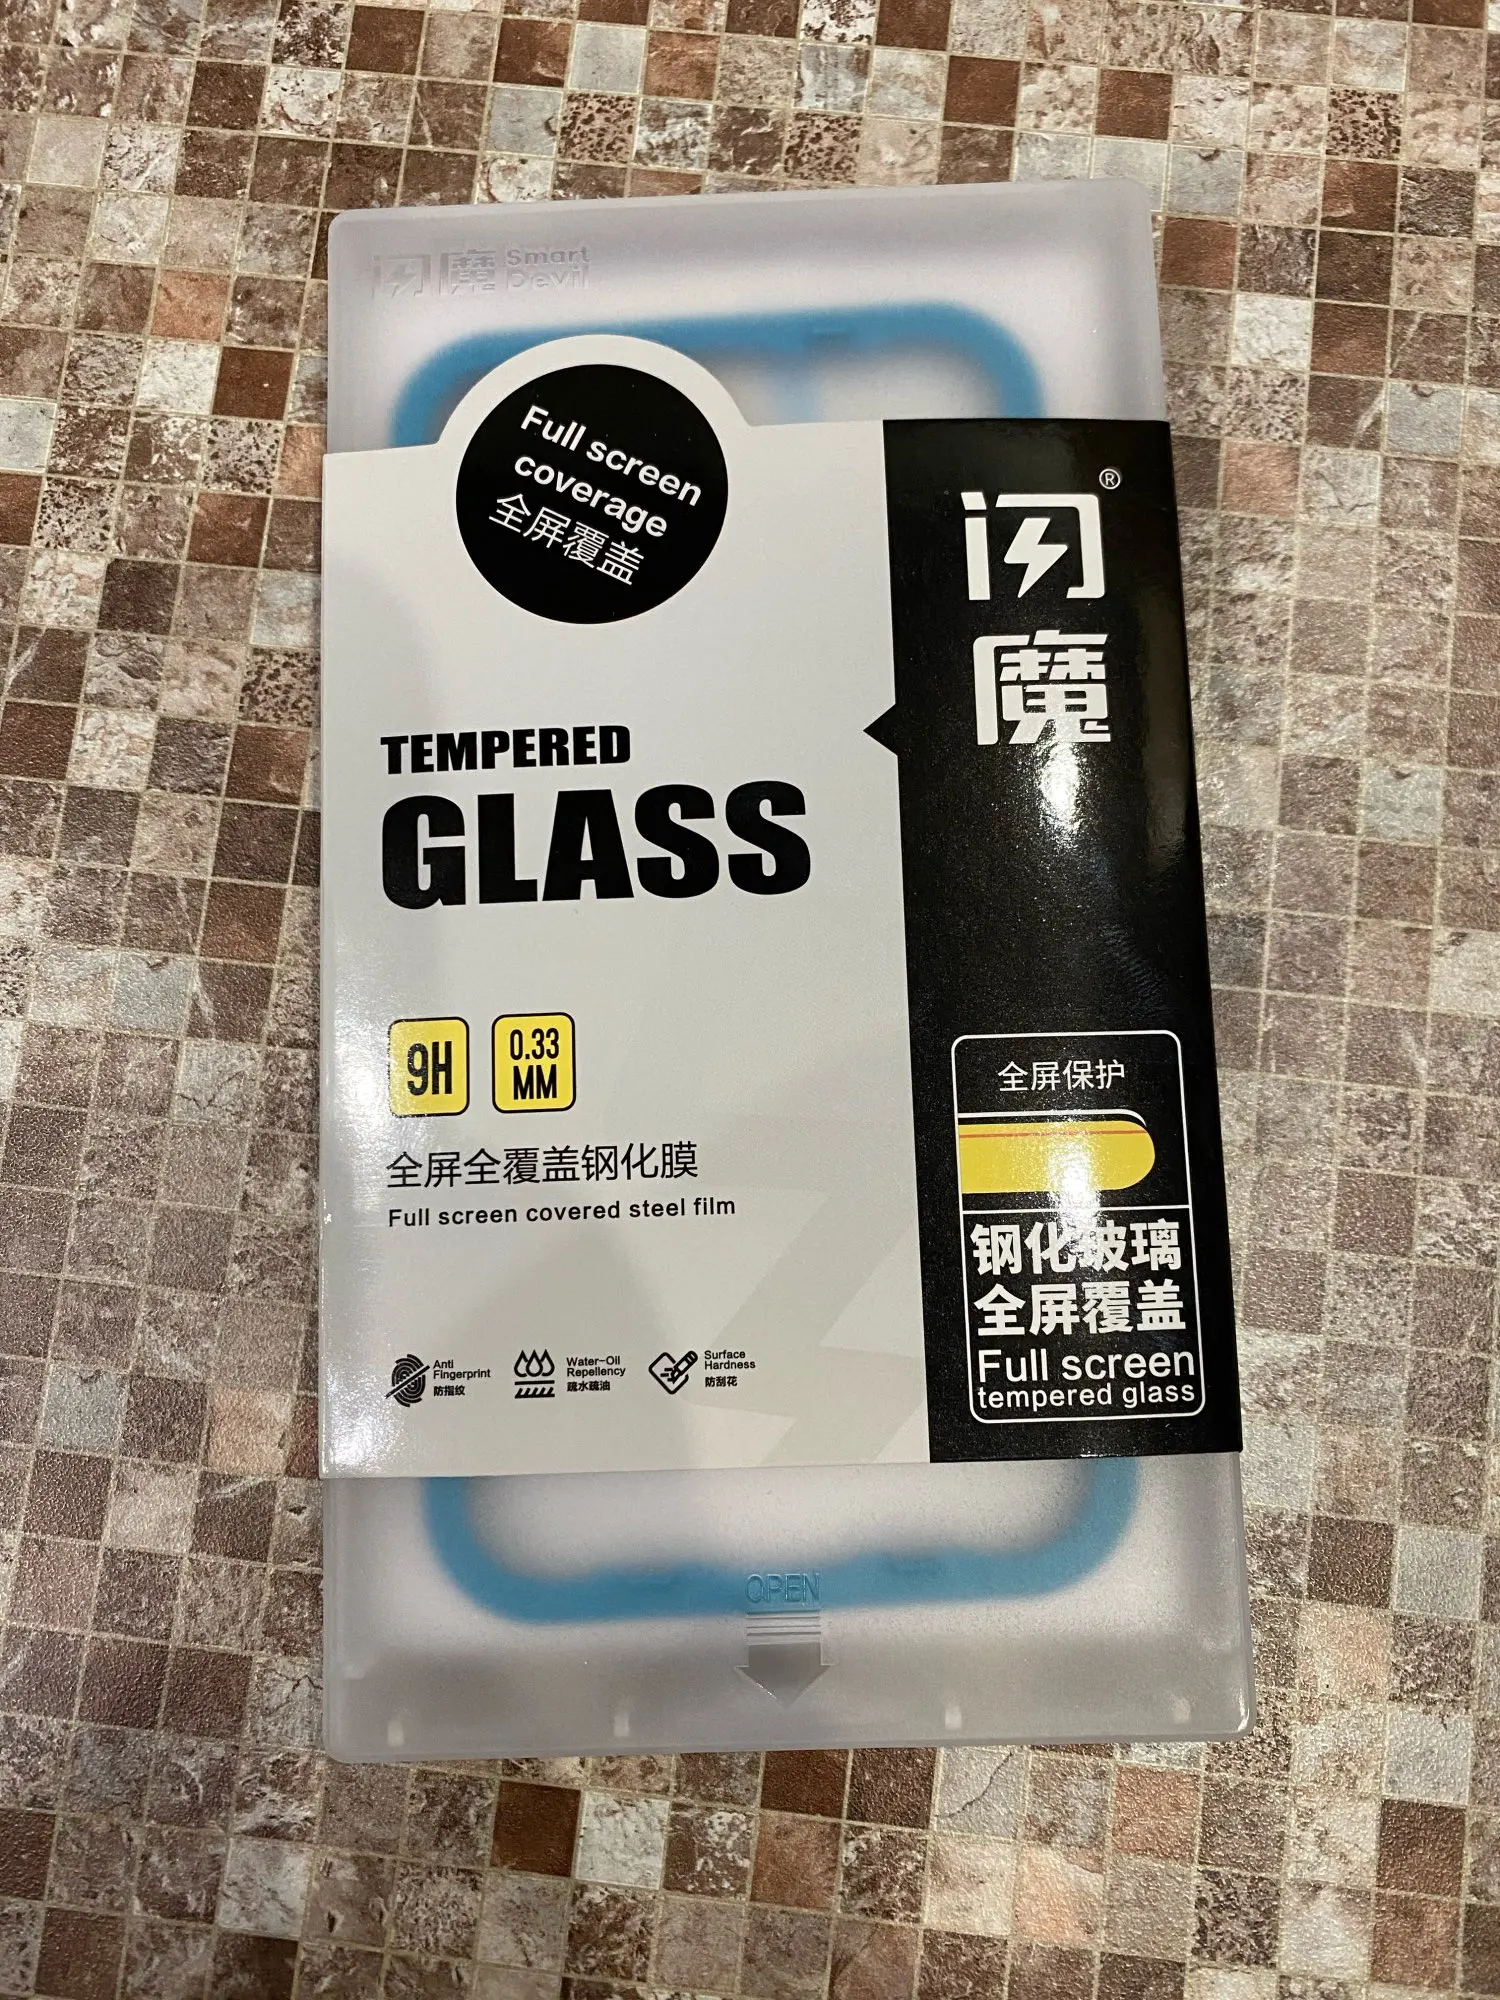 闪魔 Smart
Devil
Full screen
coverage
全屏覆盖
闪
魔
®
TEMPERED
GLASS
9H
0.33
MM
全屏全覆盖钢化膜
Full screen covered steel film
Anti
Fingerprint
防指纹
Water-Oil
Repellency
疏水疏油
Surface
Hardness
防刮花
全屏保护
钢化玻璃
全屏覆盖
Full screen
tempered glass
OPEN